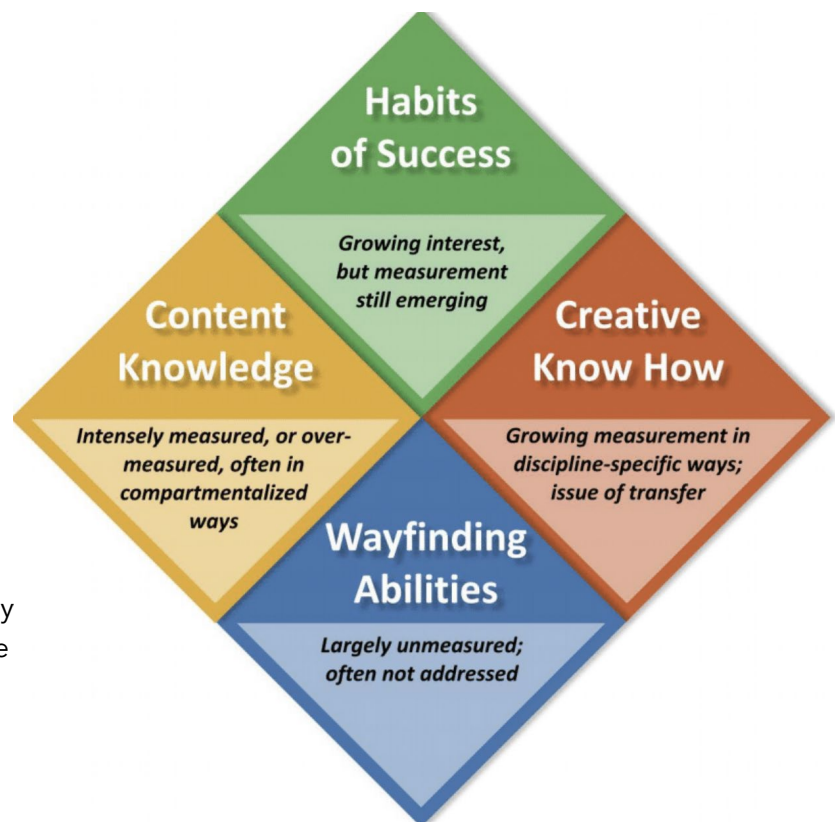 Habits
of Success
Growing interest,
but measurement
still emerging
Content
Knowledge
Intensely measured, or over-
measured, often in
compartmentalized
ways
Creative
Know How
Growing measurement in
discipline-specific ways;
issue of transfer
Wayfinding
Abilities
Largely unmeasured;
often not addressed
y
e